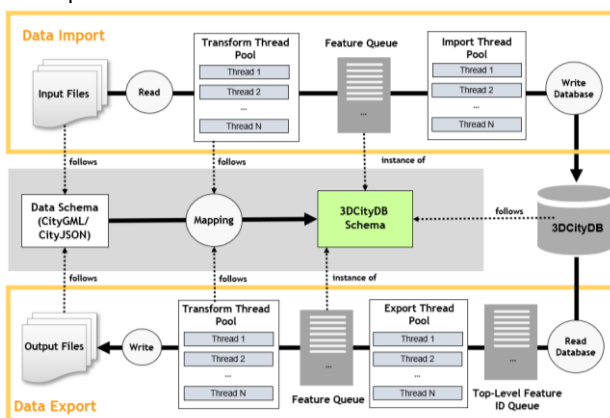 Data Import
Transform Thread
Pool
Thread 1
Thread 2
...
Thread N
Feature Queue
...
Import Thread
Pool
Thread 1
Thread 2
...
Thread N
Input Files
Read
Write
Database
follows
follows
instance of
Data Schema
(CityGML/
CityJSON)
Mapping
3DCityDB
Schema
follows
3DCityDB
follows
follows
instance of
Transform Thread
Pool
Thread 1
Thread 2
...
Thread N
Export Thread
Pool
Thread 1
Thread 2
...
Thread N
Output Files
Write
...
Feature Queue
...
Top-Level Feature
ID Queue
Read
Database
Data Export